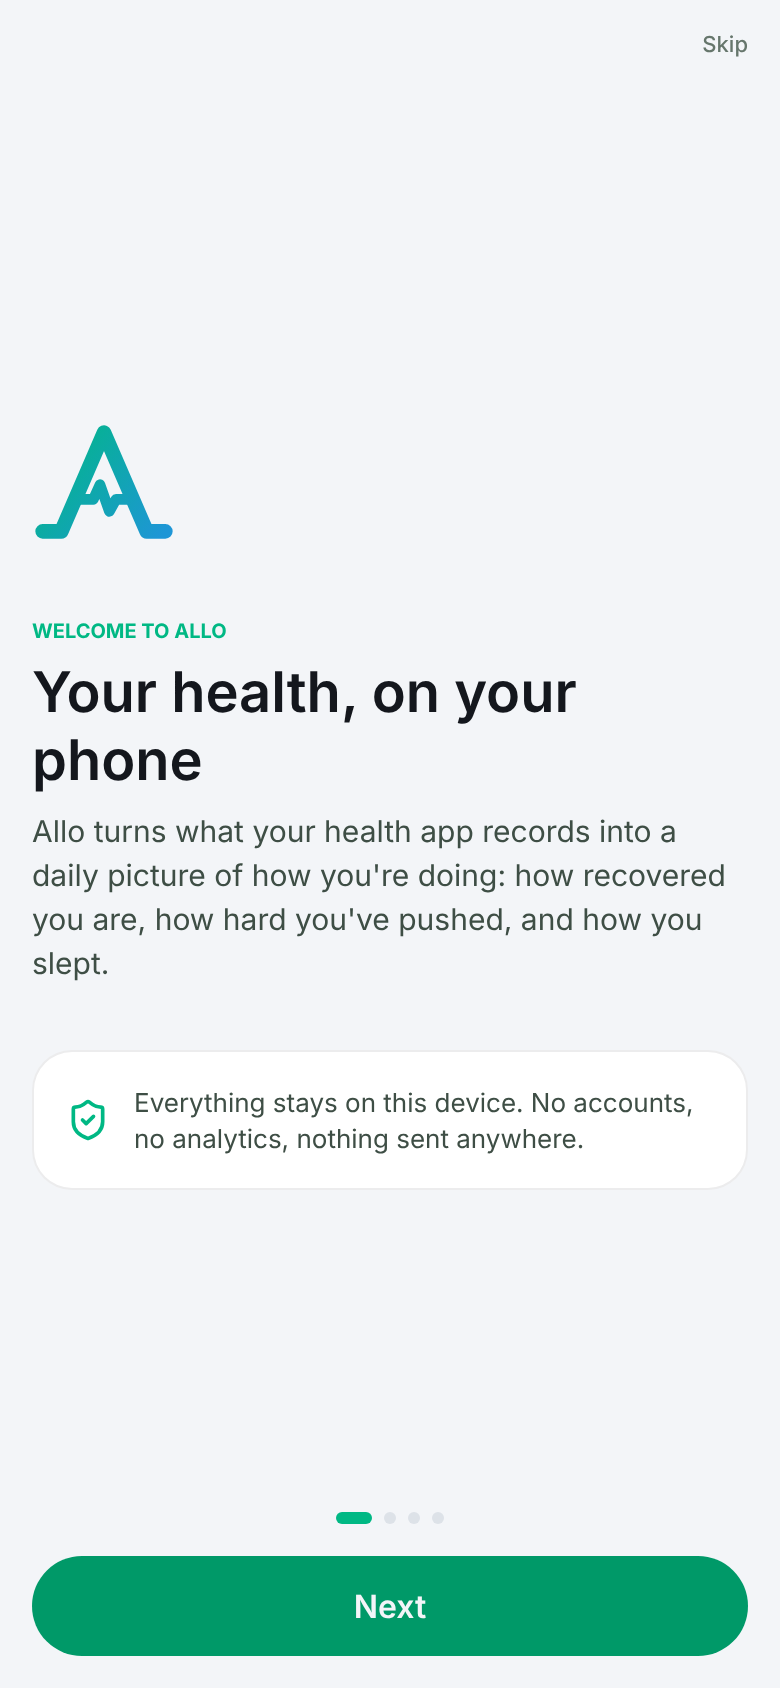 Skip
WELCOME TO ALLO
Your health, on your
phone
Allo turns what your health app records into a
daily picture of how you're doing: how recovered
you are, how hard you've pushed, and how you
slept.
Everything stays on this device. No accounts,
no analytics, nothing sent anywhere.
Next